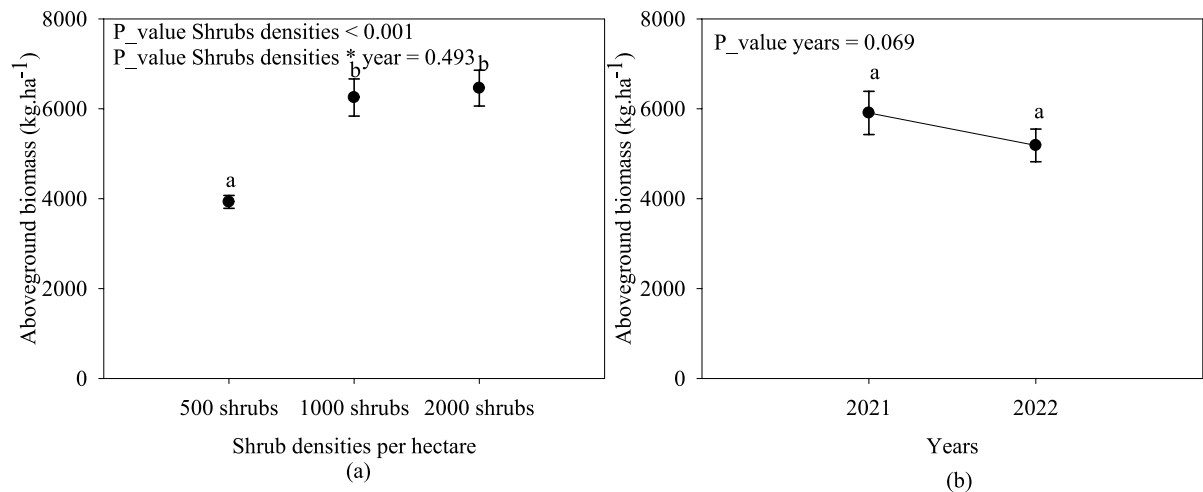 P_value Shrubs densities < 0.001
P_value Shrubs densities * year = 0.493
a
b
b
8000
6000
4000
2000
0
Aboveground biomass (kg.ha-1)
500 shrubs 1000 shrubs 2000 shrubs
Shrub densities per hectare
(a)
P_value years = 0.069
a
a
8000
6000
4000
2000
0
Aboveground biomass (kg.ha-1)
2021 2022
Years
(b)